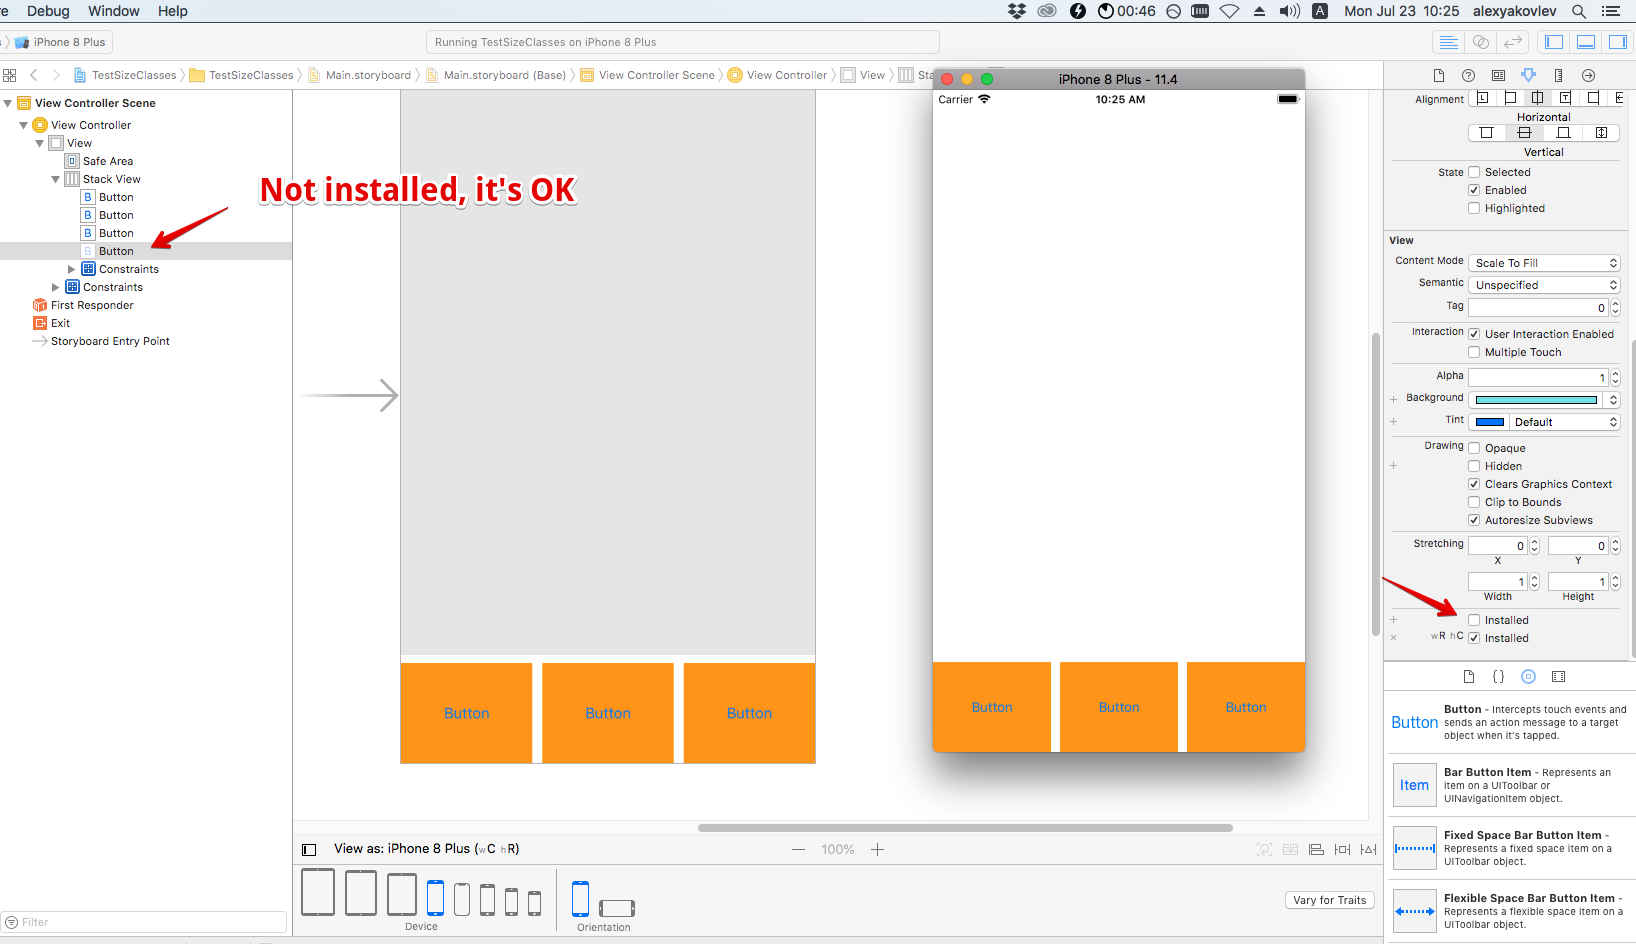 Debug Window Help
00:46 A Mon Jul 23 10:25 alexyakovlev
iPhone 8 Plus
Running TestSizeClasses on iPhone 8 Plus
TestSizeClasses TestSizeClasses Main.storyboard Main.storyboard (Base) View Controller Scene View Controller View Sta
View Controller Scene
View Controller
View
Safe Area
Stack View
B Button
B Button
B Button
B Button
Constraints
Constraints
First Responder
Exit
Storyboard Entry Point
Filter
Not installed, it's OK
Button Button Button
View as: iPhone 8 Plus (wC hR)
100%
Device
Orientation
Vary for Traits
iPhone 8 Plus - 11.4
Carrier 10:25 AM
Button Button Button
Alignment
Horizontal
Vertical
State Selected
Enabled
Highlighted
View
Content Mode Scale To Fill
Semantic Unspecified
Tag 0
Interaction User Interaction Enabled
Multiple Touch
Alpha 1
Background
Tint Default
Drawing Opaque
Hidden
Clears Graphics Context
Clip to Bounds
Autoresize Subviews
Stretching 0 0
X Y
1 1
Width Height
+ Installed
× wR hC Installed
{}
Button
Button - Intercepts touch events and
sends an action message to a target
object when it's tapped.
Item
Bar Button Item - Represents an
item on a UIToolbar or
UINavigationItem object.
Fixed Space Bar Button Item -
Represents a fixed space item on a
UIToolbar object.
Flexible Space Bar Button Item -
Represents a flexible space item on a
UIToolbar object.